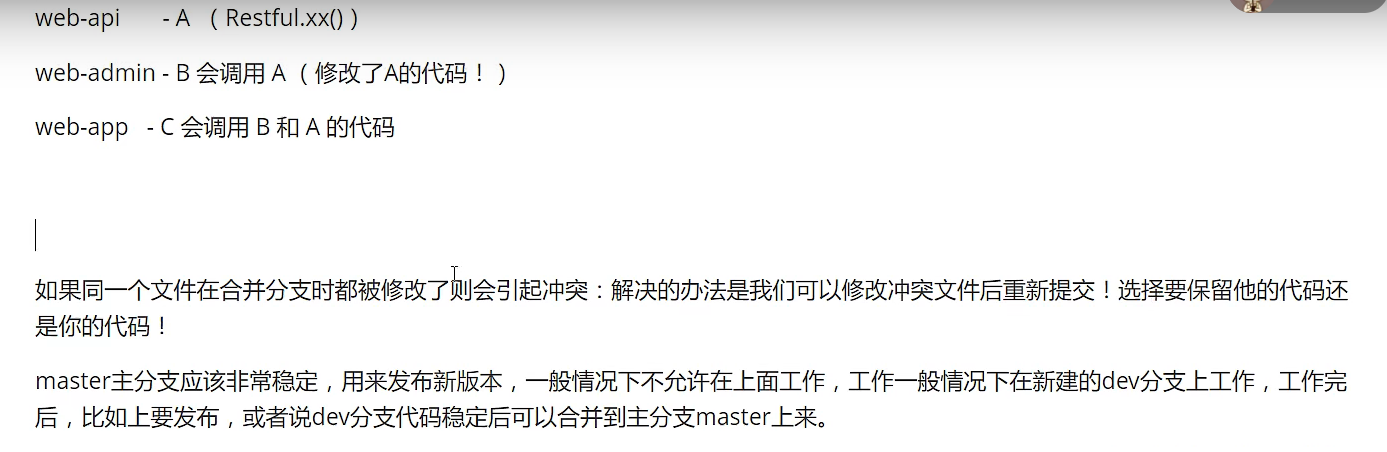 web-api - A （ Restful.xx() ）
web-admin - B 会调用 A （ 修改了A的代码！ ）
web-app - C 会调用 B 和 A 的代码
如果同一个文件在合并分支时都被修改了则会引起冲突：解决的办法是我们可以修改冲突文件后重新提交！选择要保留他的代码还
是你的代码！
master主分支应该非常稳定，用来发布新版本，一般情况下不允许在上面工作，工作一般情况下在新建的dev分支上工作，工作完
后，比如上要发布，或者说dev分支代码稳定后可以合并到主分支master上来。